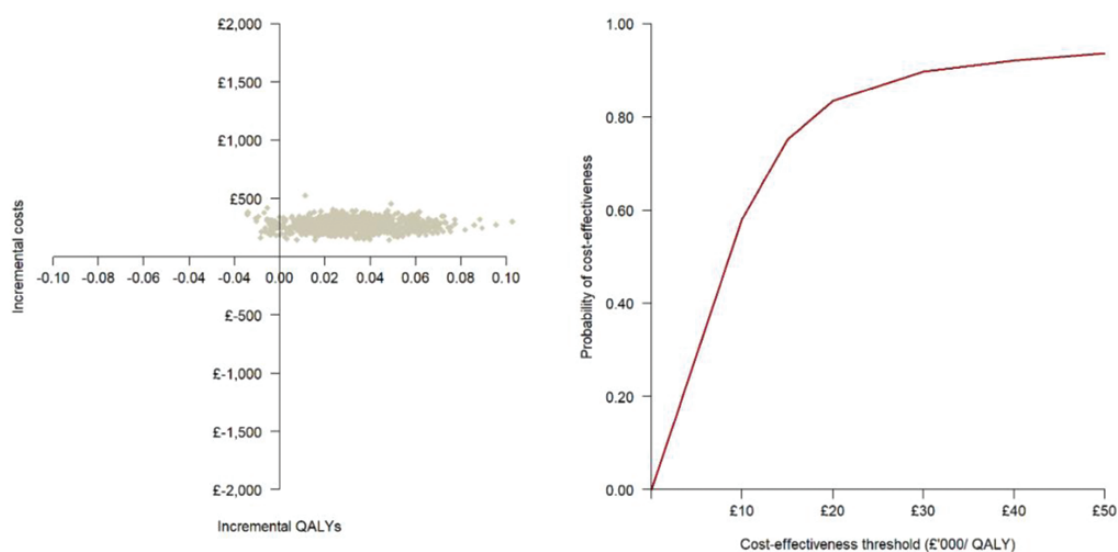 £2,000
£1,500
£1,000
£500
-0.10 -0.08 -0.06 -0.04 -0.04 0.00 0.02 0.04 0.06 0.08 0.10
£-500
£-1,000
£-1,500
£-2,000
Incremental costs
Incremental QALYs
1.00
0.80
0.60
0.40
0.20
0.00
£10 £20 £30 £40 £50
Probability of cost-effectiveness
Cost-effectiveness threshold (£'000/ QALY)